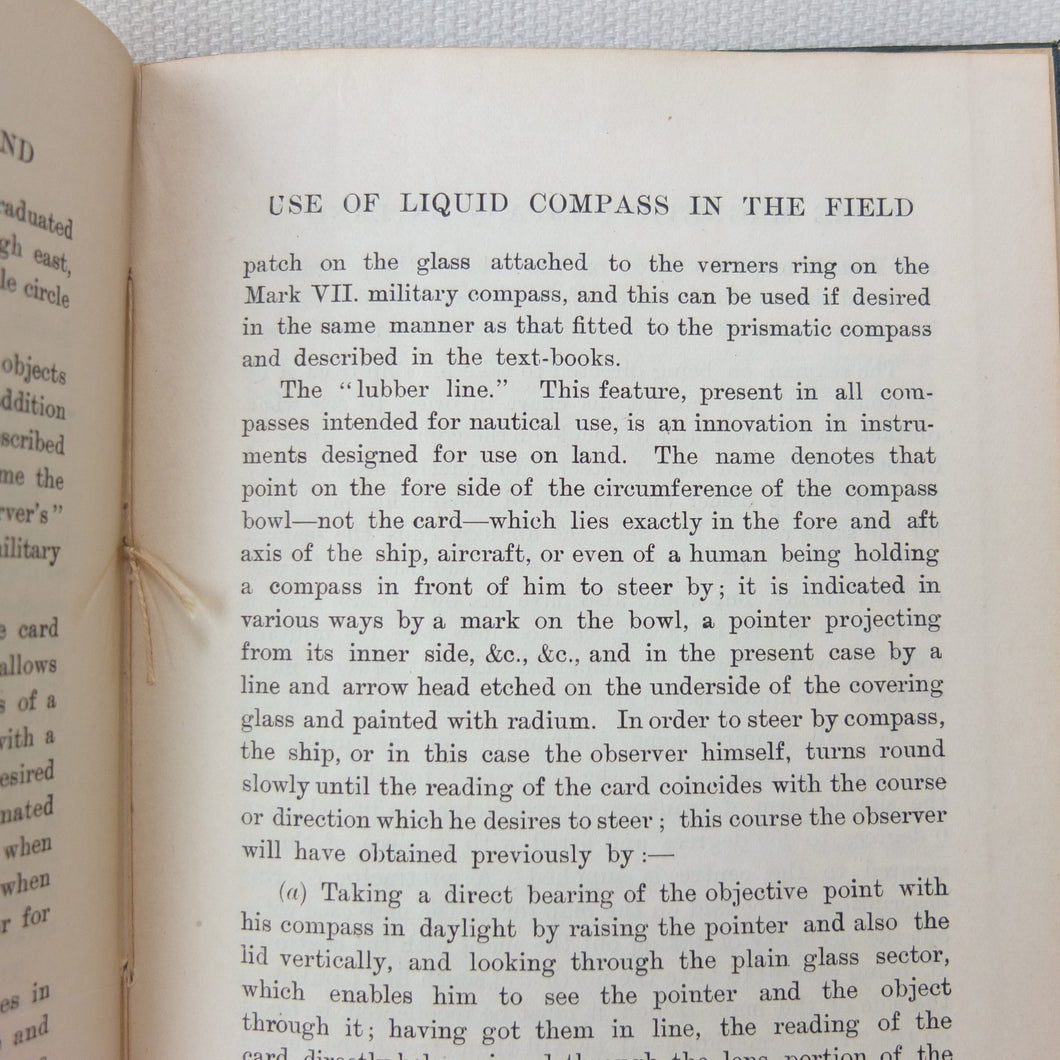 ND
raduated
gh east,
le circle
objects
ddition
scribed
me the
rver's"
ilitary
card
allows
s of a
with a
esired
nated
when
when
r for
es in
and
USE OF LIQUID COMPASS IN THE FIELD
patch on the glass attached to the verners ring on the
Mark VII. military compass, and this can be used if desired
in the same manner as that fitted to the prismatic compass
and described in the text-books.
The "lubber line." This feature, present in all com-
passes intended for nautical use, is an innovation in instru-
ments designed for use on land. The name denotes that
point on the fore side of the circumference of the compass
bowl—not the card—which lies exactly in the fore and aft
axis of the ship, aircraft, or even of a human being holding
a compass in front of him to steer by; it is indicated in
various ways by a mark on the bowl, a pointer projecting
from its inner side, &c., &c., and in the present case by a
line and arrow head etched on the underside of the covering
glass and painted with radium. In order to steer by compass,
the ship, or in this case the observer himself, turns round
slowly until the reading of the card coincides with the course
or direction which he desires to steer; this course the observer
will have obtained previously by:—
(a) Taking a direct bearing of the objective point with
his compass in daylight by raising the pointer and also the
lid vertically, and looking through the plain glass sector,
which enables him to see the pointer and the object
through it; having got them in line, the reading of the
card directly through the lens portion of the